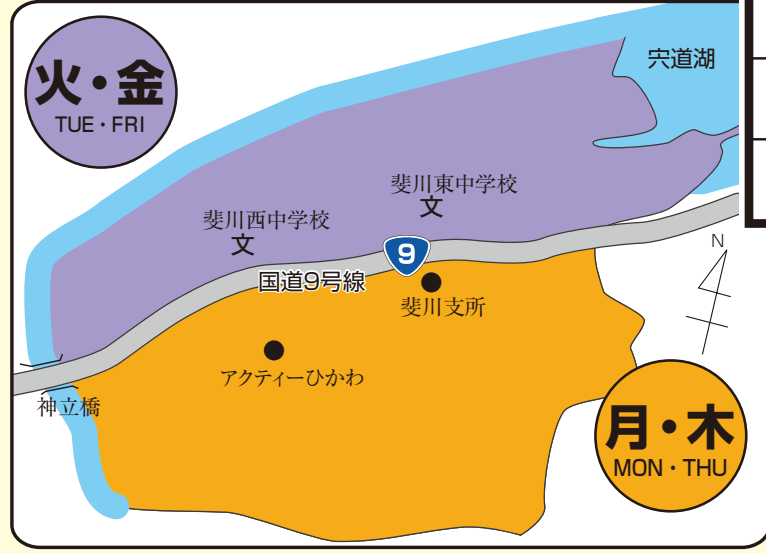 火・金
TUE・FRI
宍道湖
斐川東中学校
文
斐川西中学校
文
9
国道9号線
斐川支所
N
アクティーひかわ
神立橋
月・木
MON・THU